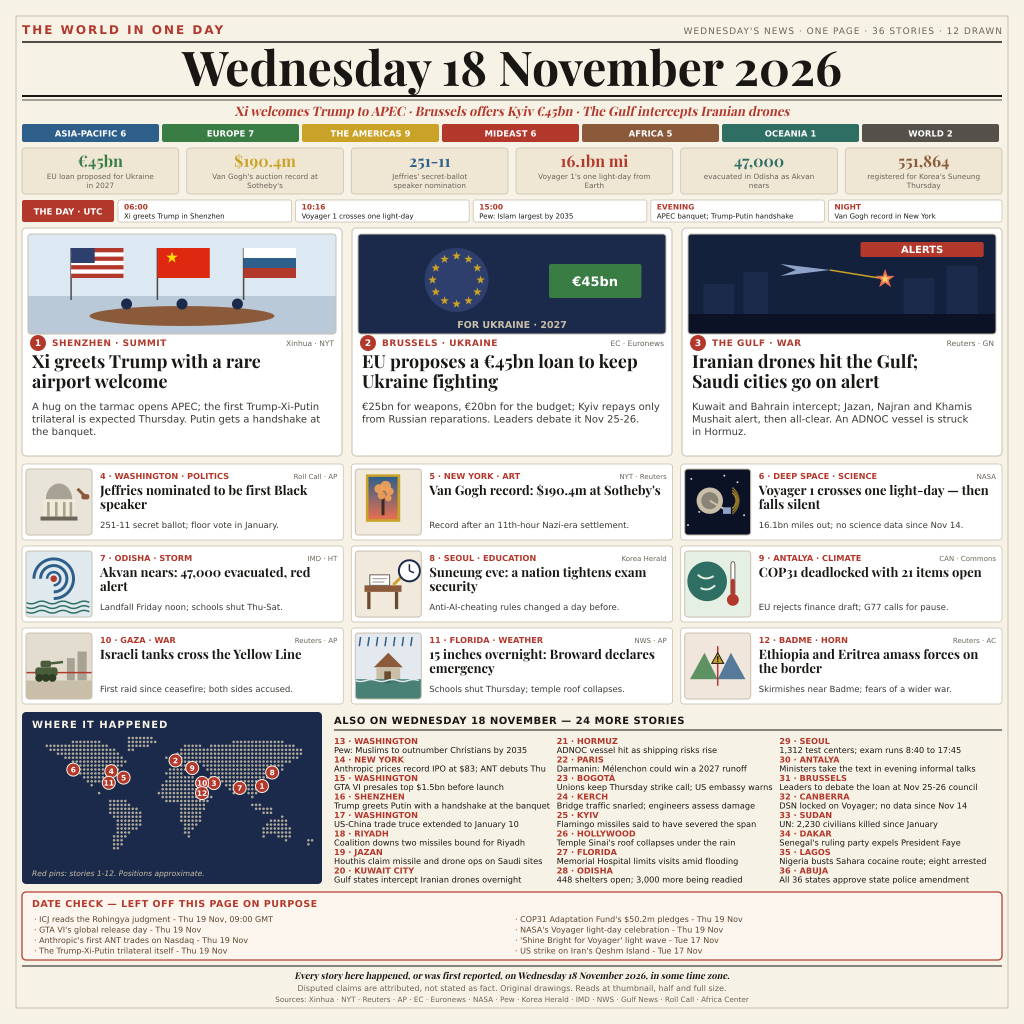 THE WORLD IN ONE DAY
WEDNESDAY'S NEWS · ONE PAGE · 36 STORIES · 12 DRAWN
Wednesday 18 November 2026
Xi welcomes Trump to APEC · Brussels offers Kyiv €45bn · The Gulf intercepts Iranian drones
ASIA-PACIFIC 6
EUROPE 7
THE AMERICAS 9
MIDEAST 6
AFRICA 5
OCEANIA 1
WORLD 2
€45bn
EU loan proposed for Ukraine
in 2027
$190.4m
Van Gogh's auction record at
Sotheby's
251-11
Jeffries' secret-ballot
speaker nomination
16.1bn mi
Voyager 1's one light-day from
Earth
47,000
evacuated in Odisha as Akvan
nears
551,864
registered for Korea's Suneung
Thursday
THE DAY · UTC
06:00
Xi greets Trump in Shenzhen
10:16
Voyager 1 crosses one light-day
15:00
Pew: Islam largest by 2035
EVENING
APEC banquet; Trump-Putin handshake
NIGHT
Van Gogh record in New York
1 SHENZHEN · SUMMIT
Xinhua · NYT
Xi greets Trump with a rare
airport welcome
A hug on the tarmac opens APEC; the first Trump-Xi-Putin
trilateral is expected Thursday. Putin gets a handshake at
the banquet.
€45bn
FOR UKRAINE · 2027
2 BRUSSELS · UKRAINE
EC · Euronews
EU proposes a €45bn loan to keep
Ukraine fighting
€25bn for weapons, €20bn for the budget; Kyiv repays only
from Russian reparations. Leaders debate it Nov 25-26.
ALERTS
3 THE GULF · WAR
Reuters · GN
Iranian drones hit the Gulf;
Saudi cities go on alert
Kuwait and Bahrain intercept; Jazan, Najran and Khamis
Mushait alert, then all-clear. An ADNOC vessel is struck
in Hormuz.
4 · WASHINGTON · POLITICS
Roll Call · AP
Jeffries nominated to be first Black
speaker
251-11 secret ballot; floor vote in January.
5 · NEW YORK · ART
NYT · Reuters
Van Gogh record: $190.4m at Sotheby's
Record after an 11th-hour Nazi-era settlement.
6 · DEEP SPACE · SCIENCE
NASA
Voyager 1 crosses one light-day — then
falls silent
16.1bn miles out; no science data since Nov 14.
7 · ODISHA · STORM
IMD · HT
Akvan nears: 47,000 evacuated, red
alert
Landfall Friday noon; schools shut Thu-Sat.
8 · SEOUL · EDUCATION
Korea Herald
Suneung eve: a nation tightens exam
security
Anti-AI-cheating rules changed a day before.
9 · ANTALYA · CLIMATE
CAN · Commons
COP31 deadlocked with 21 items open
EU rejects finance draft; G77 calls for pause.
10 · GAZA · WAR
Reuters · AP
Israeli tanks cross the Yellow Line
First raid since ceasefire; both sides accused.
11 · FLORIDA · WEATHER
NWS · AP
15 inches overnight: Broward declares
emergency
Schools shut Thursday; temple roof collapses.
12 · BADME · HORN
Reuters · AC
Ethiopia and Eritrea amass forces on
the border
Skirmishes near Badme; fears of a wider war.
WHERE IT HAPPENED
6
4
11
5
2
9
10
3
12
7
1
8
Red pins: stories 1-12. Positions approximate.
ALSO ON WEDNESDAY 18 NOVEMBER — 24 MORE STORIES
13 · WASHINGTON
Pew: Muslims to outnumber Christians by 2035
14 · NEW YORK
Anthropic prices record IPO at $83; ANT debuts Thu
15 · WASHINGTON
GTA VI presales top $1.5bn before launch
16 · SHENZHEN
Trump greets Putin with a handshake at the banquet
17 · WASHINGTON
US-China trade truce extended to January 10
18 · RIYADH
Coalition downs two missiles bound for Riyadh
19 · JAZAN
Houthis claim missile and drone ops on Saudi sites
20 · KUWAIT CITY
Gulf states intercept Iranian drones overnight
21 · HORMUZ
ADNOC vessel hit as shipping risks rise
22 · PARIS
Darmanin: Mélenchon could win a 2027 runoff
23 · BOGOTÁ
Unions keep Thursday strike call; US embassy warns
24 · KERCH
Bridge traffic snarled; engineers assess damage
25 · KYIV
Flamingo missiles said to have severed the span
26 · HOLLYWOOD
Temple Sinai's roof collapses under the rain
27 · FLORIDA
Memorial Hospital limits visits amid flooding
28 · ODISHA
448 shelters open; 3,000 more being readied
29 · SEOUL
1,312 test centers; exam runs 8:40 to 17:45
30 · ANTALYA
Ministers take the text in evening informal talks
31 · BRUSSELS
Leaders to debate the loan at Nov 25-26 council
32 · CANBERRA
DSN locked on Voyager; no data since Nov 14
33 · SUDAN
UN: 2,230 civilians killed since January
34 · DAKAR
Senegal's ruling party expels President Faye
35 · LAGOS
Nigeria busts Sahara cocaine route; eight arrested
36 · ABUJA
All 36 states approve state police amendment
DATE CHECK — LEFT OFF THIS PAGE ON PURPOSE
· ICJ reads the Rohingya judgment - Thu 19 Nov, 09:00 GMT
· GTA VI's global release day - Thu 19 Nov
· Anthropic's first ANT trades on Nasdaq - Thu 19 Nov
· The Trump-Xi-Putin trilateral itself - Thu 19 Nov
· COP31 Adaptation Fund's $50.2m pledges - Thu 19 Nov
· NASA's Voyager light-day celebration - Thu 19 Nov
· 'Shine Bright for Voyager' light wave - Tue 17 Nov
· US strike on Iran's Qeshm Island - Tue 17 Nov
Every story here happened, or was first reported, on Wednesday 18 November 2026, in some time zone.
Disputed claims are attributed, not stated as fact. Original drawings. Reads at thumbnail, half and full size.
Sources: Xinhua · NYT · Reuters · AP · EC · Euronews · NASA · Pew · Korea Herald · IMD · NWS · Gulf News · Roll Call · Africa Center